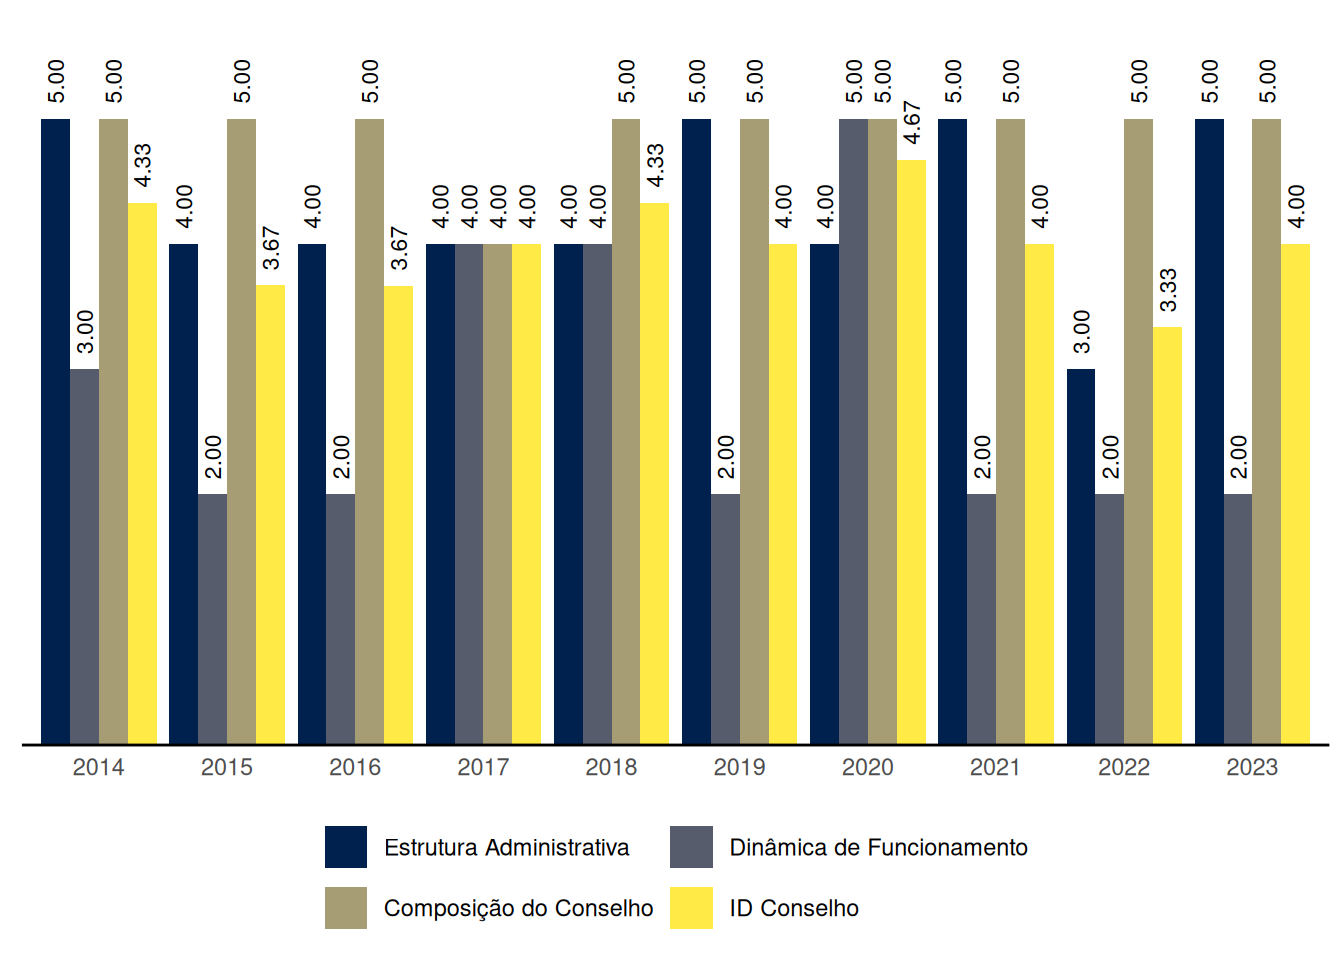 5.00 3.00 5.00 4.33
4.00 2.00 5.00 3.67
4.00 2.00 5.00 3.67
4.00 4.00 4.00 4.00
4.00 4.00 5.00 4.33
5.00 2.00 5.00 4.00
4.00 5.00 5.00 4.67
5.00 2.00 5.00 4.00
3.00 2.00 5.00 3.33
5.00 2.00 5.00 4.00
2014 2015 2016 2017 2018 2019 2020 2021 2022 2023
Estrutura Administrativa Dinâmica de Funcionamento
Composição do Conselho ID Conselho